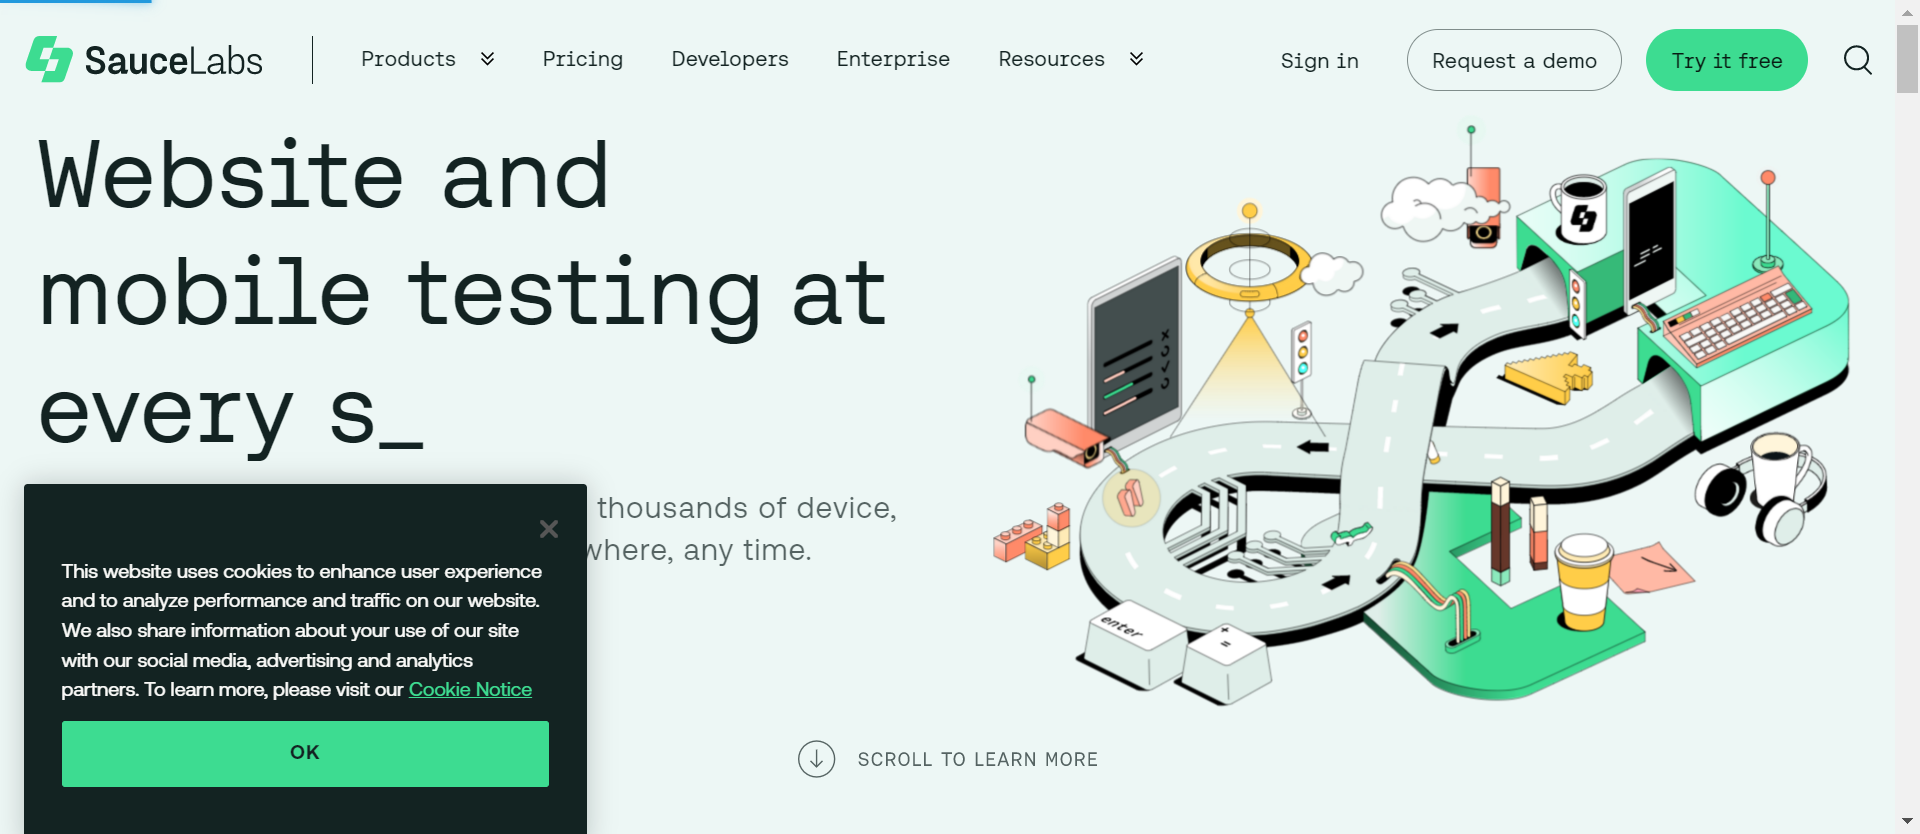 SauceLabs
Products
Pricing
Developers
Enterprise
Resources
Sign in
Request a demo
Try it free
Website and
mobile testing at
every s_
thousands of device,
where, any time.
This website uses cookies to enhance user experience
and to analyze performance and traffic on our website.
We also share information about your use of our site
with our social media, advertising and analytics
partners. To learn more, please visit our Cookie Notice
OK
enter
+
=
SCROLL TO LEARN MORE